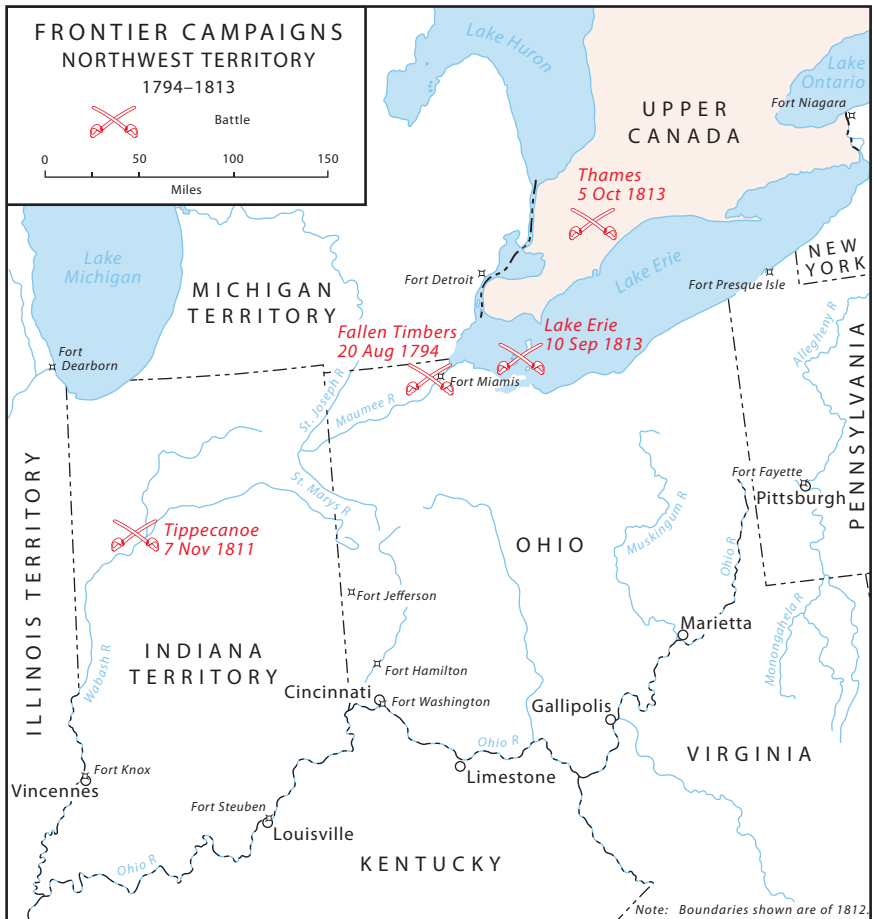 FRONTIER CAMPAIGNS
NORTHWEST TERRITORY
1794–1813
Battle
0 50 100 150
Miles
Lake Huron
Lake
Ontario
Fort Niagara
UPPER
CANADA
Thames
5 Oct 1813
Lake
Michigan
Fort Detroit
Lake Erie
Fort Presque Isle
NEW
YORK
MICHIGAN
TERRITORY
Fallen Timbers
20 Aug 1794
Lake Erie
10 Sep 1813
Allegheny R
Fort
Dearborn
Fort Miamis
St. Joseph R
Maumee R
PENNSYLVANIA
ILLINOIS TERRITORY
St. Marys R
Fort Fayette
Pittsburgh
Muskingum R
Tippecanoe
7 Nov 1811
OHIO
Ohio R
Fort Jefferson
Marietta
Monongahela R
INDIANA
TERRITORY
Wabash R
Fort Hamilton
Cincinnati
Fort Washington
Gallipolis
Ohio R
VIRGINIA
Fort Knox
Vincennes
Limestone
Fort Steuben
Louisville
Ohio R
KENTUCKY
Note: Boundaries shown are of 1812.